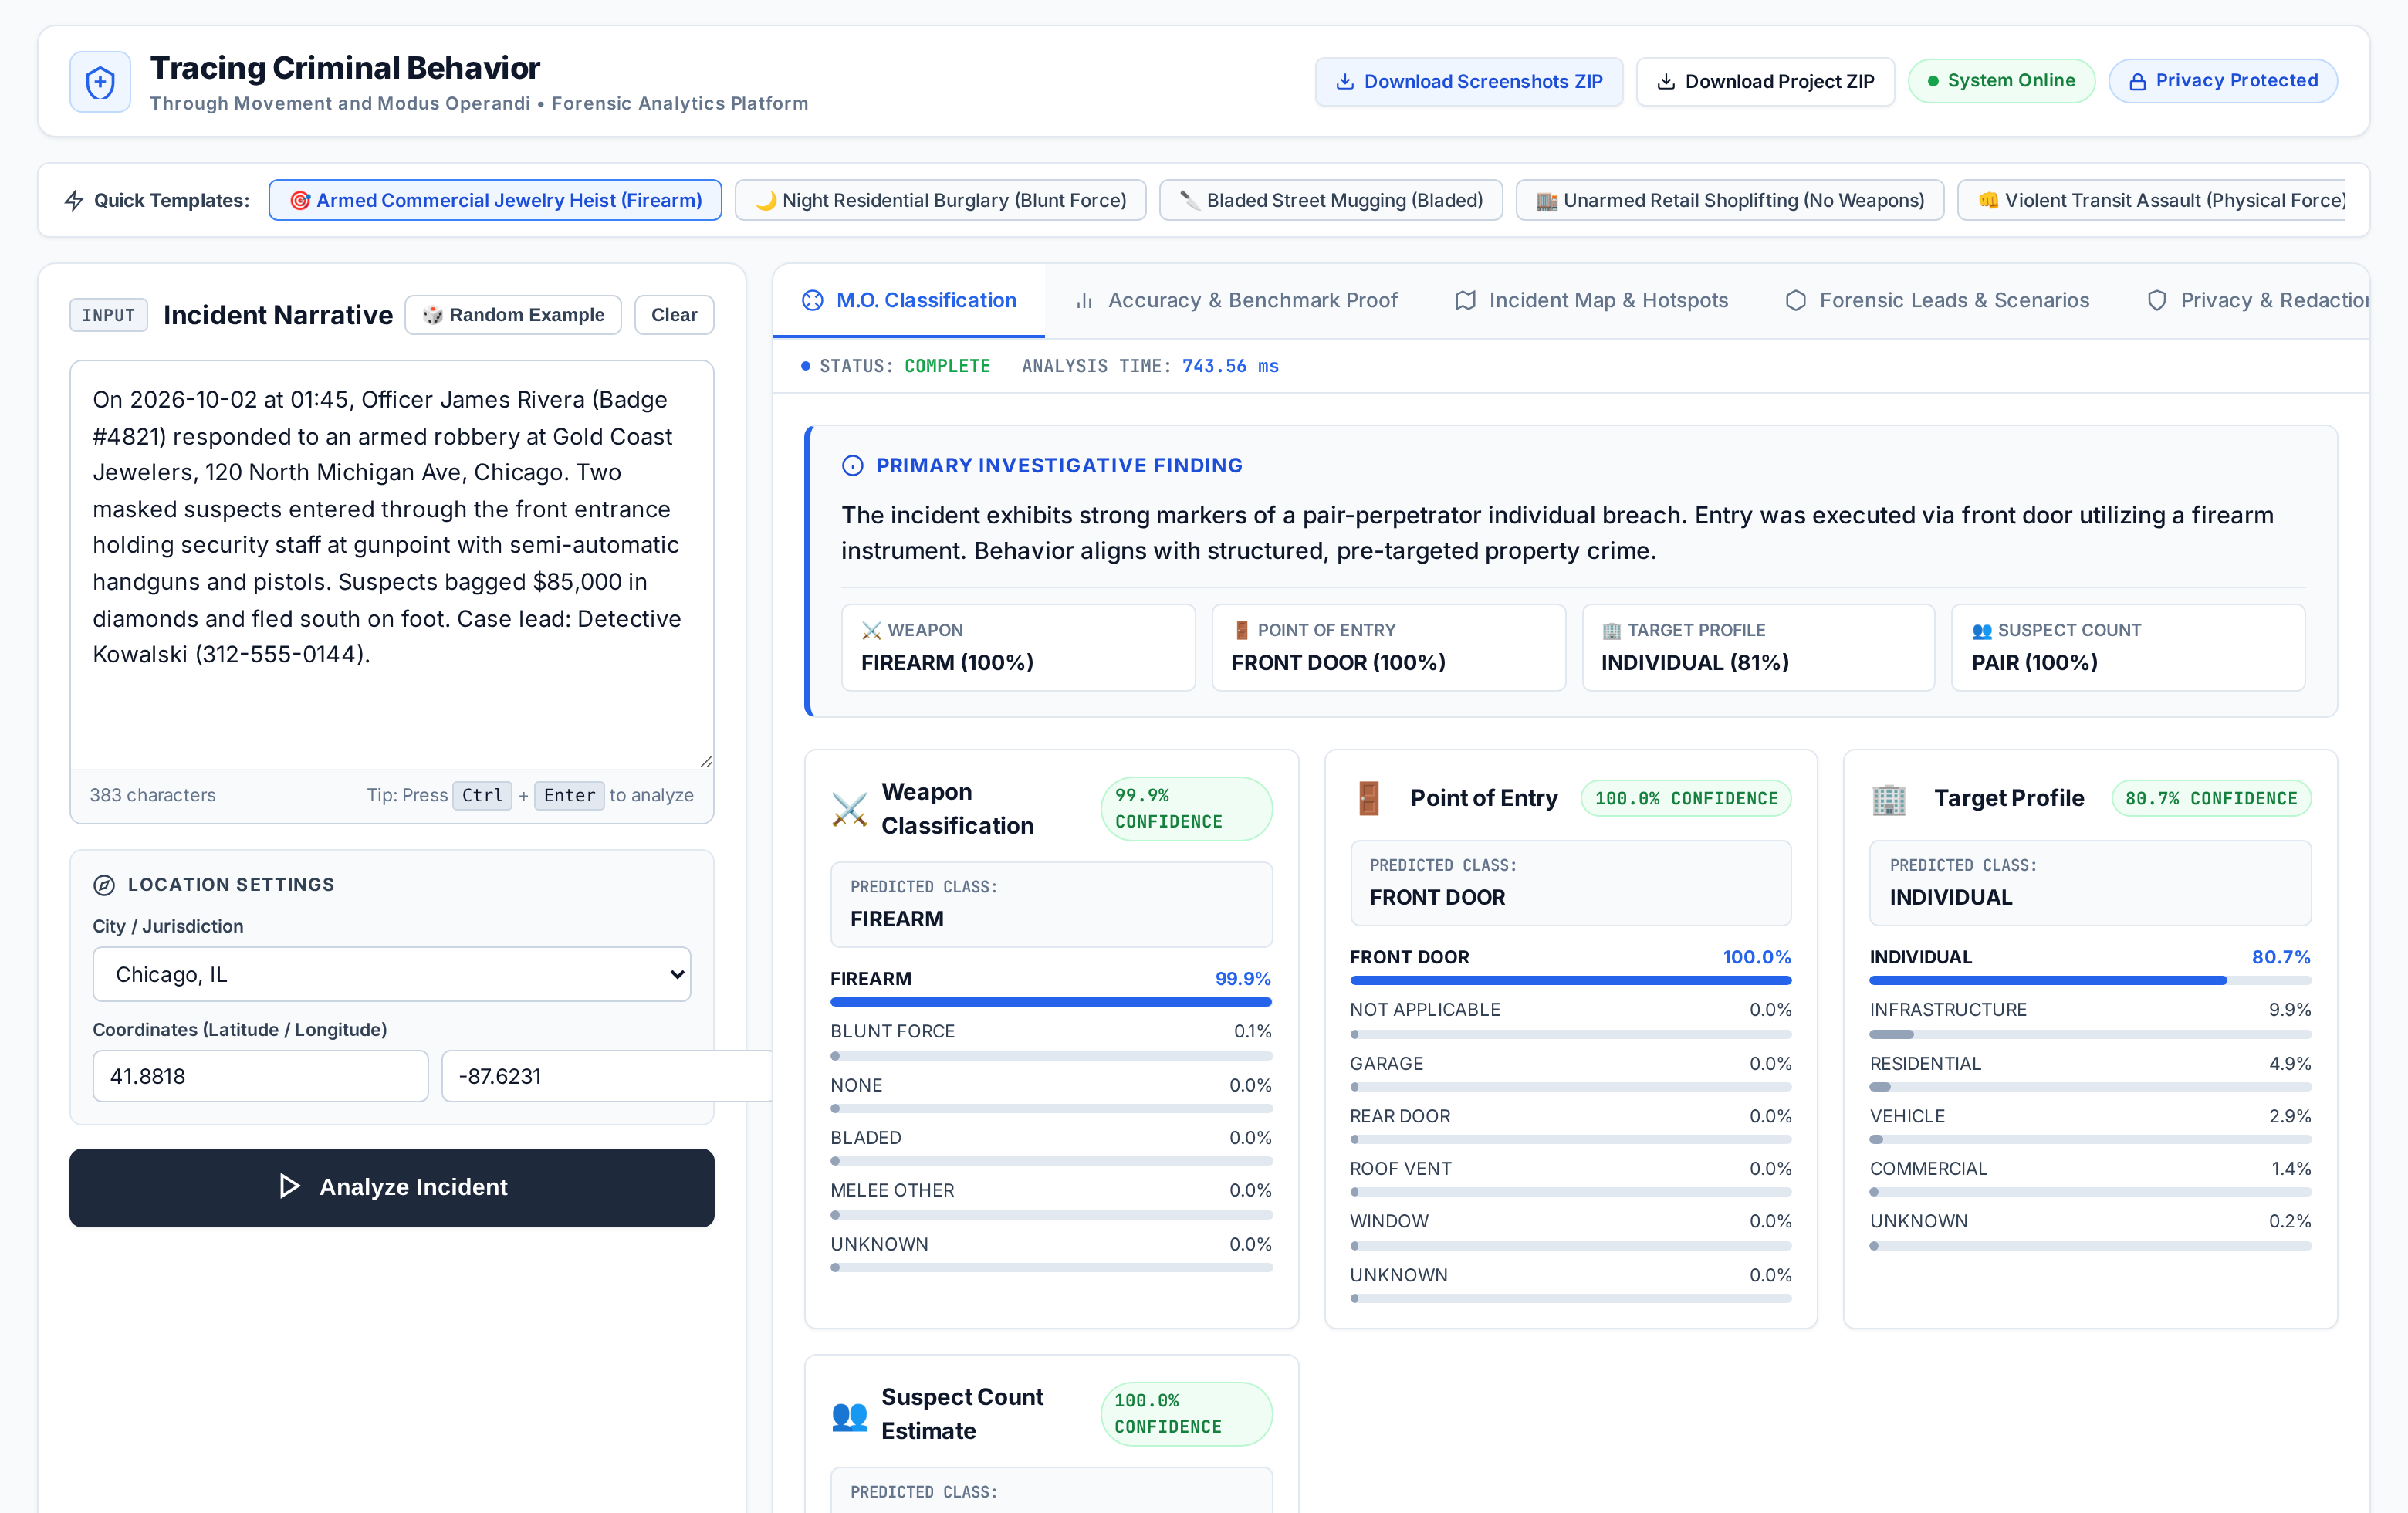 Tracing Criminal Behavior
Through Movement and Modus Operandi • Forensic Analytics Platform
Download Screenshots ZIP
Download Project ZIP
System Online
Privacy Protected
Quick Templates:
🎯 Armed Commercial Jewelry Heist (Firearm)
🌙 Night Residential Burglary (Blunt Force)
🔪 Bladed Street Mugging (Bladed)
🏬 Unarmed Retail Shoplifting (No Weapons)
👊 Violent Transit Assault (Physical Force)
INPUT
Incident Narrative
🎲 Random Example
Clear
On 2026-10-02 at 01:45, Officer James Rivera (Badge
#4821) responded to an armed robbery at Gold Coast
Jewelers, 120 North Michigan Ave, Chicago. Two
masked suspects entered through the front entrance
holding security staff at gunpoint with semi-automatic
handguns and pistols. Suspects bagged $85,000 in
diamonds and fled south on foot. Case lead: Detective
Kowalski (312-555-0144).
383 characters
Tip: Press Ctrl + Enter to analyze
LOCATION SETTINGS
City / Jurisdiction
Chicago, IL
Coordinates (Latitude / Longitude)
41.8818
-87.6231
Analyze Incident
M.O. Classification
Accuracy & Benchmark Proof
Incident Map & Hotspots
Forensic Leads & Scenarios
Privacy & Redaction
STATUS: COMPLETE
ANALYSIS TIME: 743.56 ms
PRIMARY INVESTIGATIVE FINDING
The incident exhibits strong markers of a pair-perpetrator individual breach. Entry was executed via front door utilizing a firearm
instrument. Behavior aligns with structured, pre-targeted property crime.
⚔️ WEAPON
FIREARM (100%)
🚪 POINT OF ENTRY
FRONT DOOR (100%)
🏢 TARGET PROFILE
INDIVIDUAL (81%)
👥 SUSPECT COUNT
PAIR (100%)
Weapon
Classification
99.9%
CONFIDENCE
PREDICTED CLASS:
FIREARM
FIREARM 99.9%
BLUNT FORCE 0.1%
NONE 0.0%
BLADED 0.0%
MELEE OTHER 0.0%
UNKNOWN 0.0%
Point of Entry
100.0% CONFIDENCE
PREDICTED CLASS:
FRONT DOOR
FRONT DOOR 100.0%
NOT APPLICABLE 0.0%
GARAGE 0.0%
REAR DOOR 0.0%
ROOF VENT 0.0%
WINDOW 0.0%
UNKNOWN 0.0%
Target Profile
80.7% CONFIDENCE
PREDICTED CLASS:
INDIVIDUAL
INDIVIDUAL 80.7%
INFRASTRUCTURE 9.9%
RESIDENTIAL 4.9%
VEHICLE 2.9%
COMMERCIAL 1.4%
UNKNOWN 0.2%
Suspect Count
Estimate
100.0%
CONFIDENCE
PREDICTED CLASS: